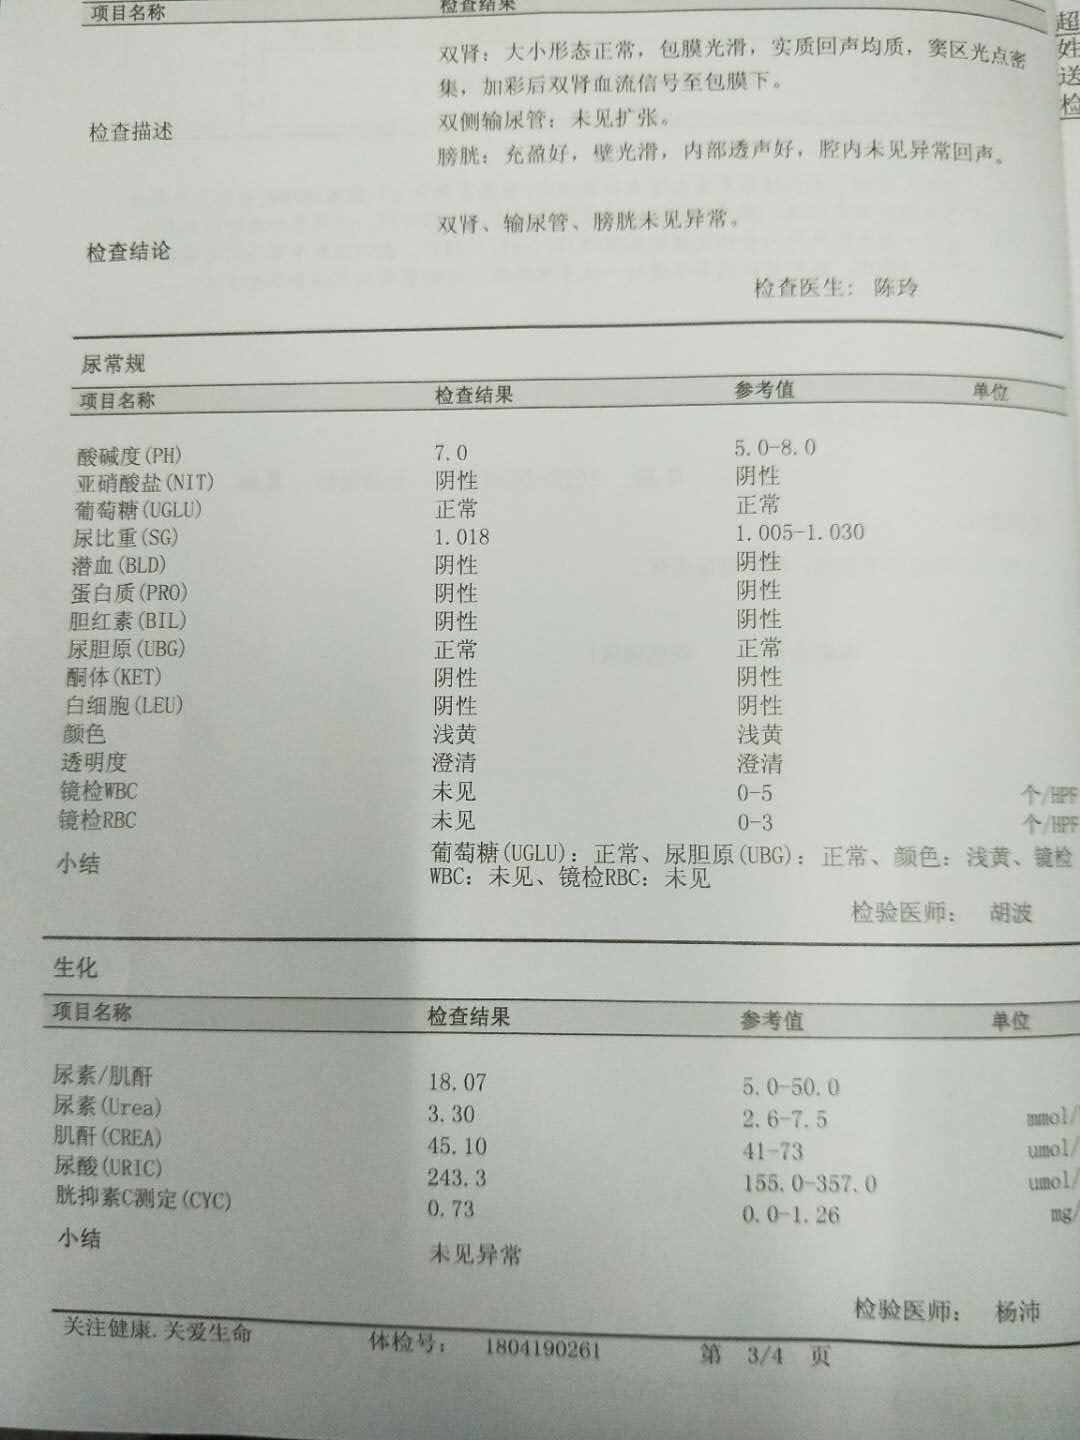 项目名称 检查结果
超
姓
送
检
双肾：大小形态正常，包膜光滑，实质回声均质，窦区光点密
集，加彩后双肾血流信号至包膜下。
检查描述 双侧输尿管：未见扩张。
膀胱：充盈好，壁光滑，内部透声好，腔内未见异常回声。
双肾、输尿管、膀胱未见异常。
检查结论
检查医生: 陈玲
尿常规
项目名称 检查结果 参考值 单位
酸碱度(PH) 7.0 5.0-8.0
亚硝酸盐(NIT) 阴性 阴性
葡萄糖(UGLU) 正常 正常
尿比重(SG) 1.018 1.005-1.030
潜血(BLD) 阴性 阴性
蛋白质(PRO) 阴性 阴性
胆红素(BIL) 阴性 阴性
尿胆原(UBG) 正常 正常
酮体(KET) 阴性 阴性
白细胞(LEU) 阴性 阴性
颜色 浅黄 浅黄
透明度 澄清 澄清
镜检WBC 未见 0-5 个/HPF
镜检RBC 未见 0-3 个/HPF
小结 葡萄糖(UGLU): 正常、尿胆原(UBG): 正常、颜色: 浅黄、镜检
WBC: 未见、镜检RBC: 未见
检验医师: 胡波
生化
项目名称 检查结果 参考值 单位
尿素/肌酐 18.07 5.0-50.0
尿素(Urea) 3.30 2.6-7.5 mmol/
肌酐(CREA) 45.10 41-73 umol/
尿酸(URIC) 243.3 155.0-357.0 umol/
胱抑素C测定(CYC) 0.73 0.0-1.26 mg/
小结 未见异常
检验医师: 杨沛
关注健康.关爱生命 体检号: 1804190261 第 3/4 页